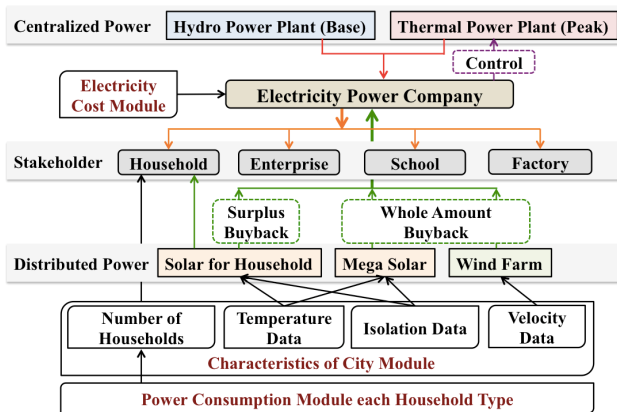 Centralized Power
Hydro Power Plant (Base)
Thermal Power Plant (Peak)
Control
Electricity
Cost Module
Electricity Power Company
Stakeholder
Household
Enterprise
School
Factory
Surplus
Buyback
Whole Amount
Buyback
Distributed Power
Solar for Household
Mega Solar
Wind Farm
Number of
Households
Temperature
Data
Isolation Data
Velocity
Data
Characteristics of City Module
Power Consumption Module each Household Type